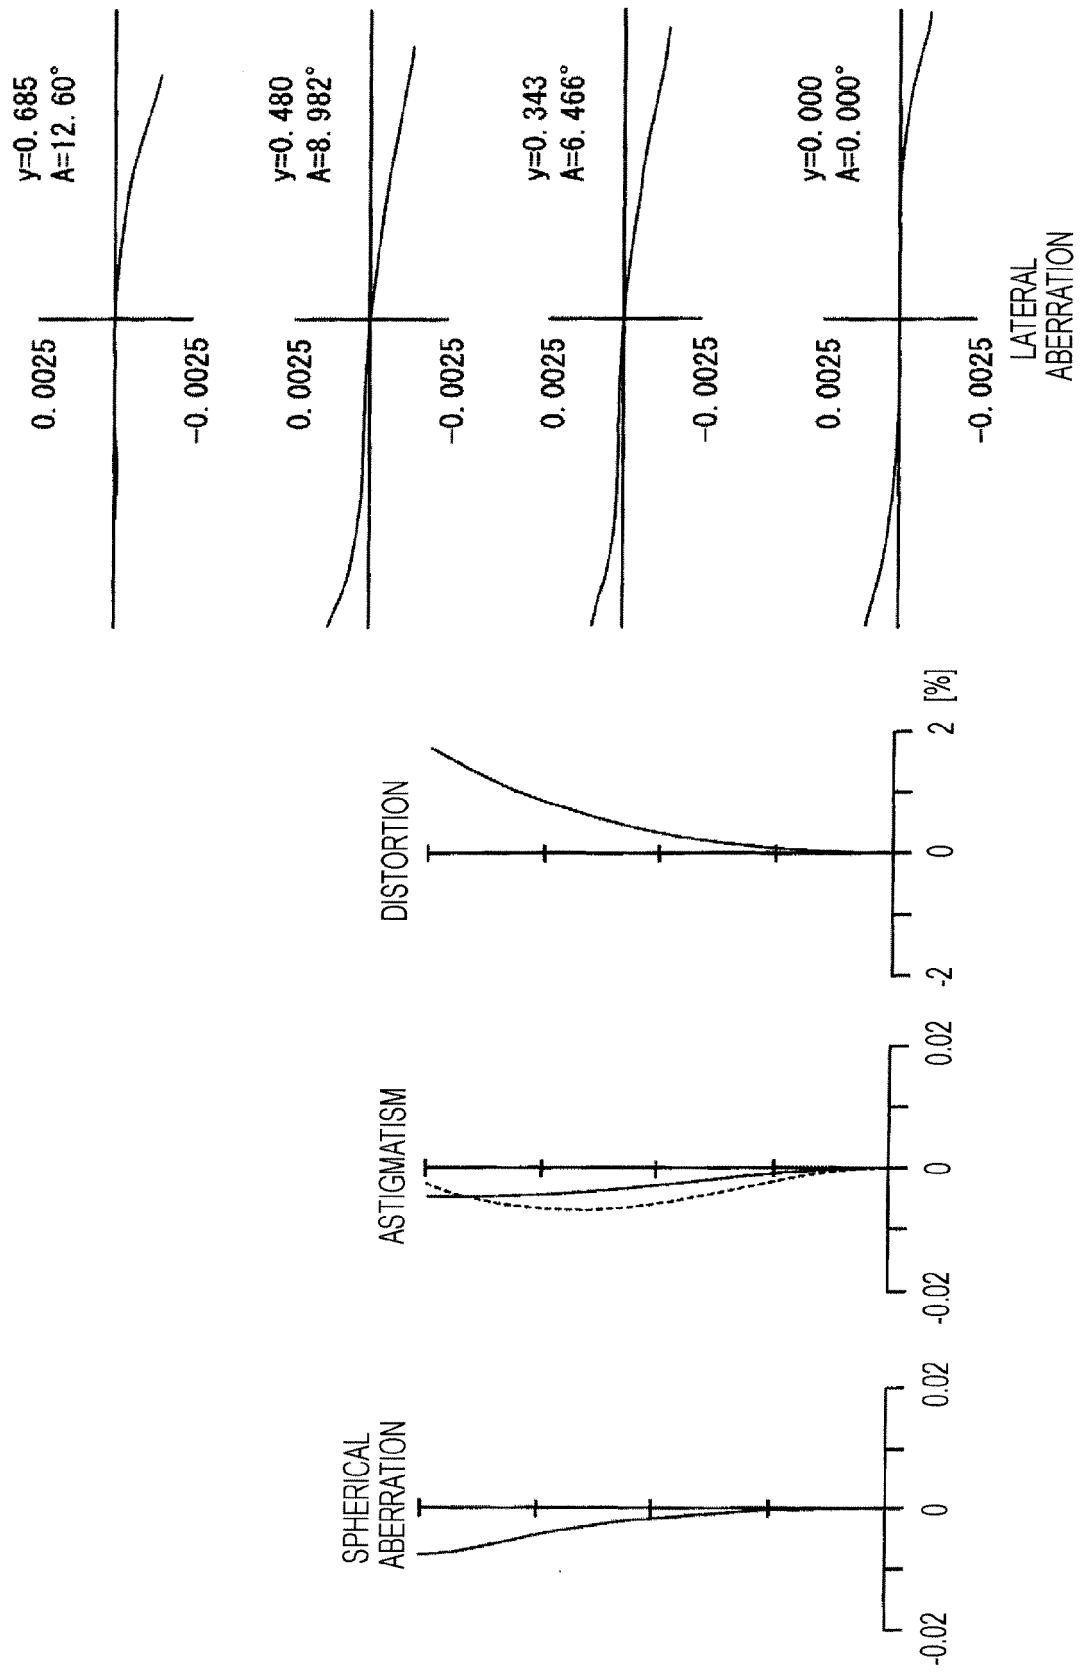 SPHERICAL
ABERRATION
-0.02
0
0.02
ASTIGMATISM
-0.02
0
0.02
DISTORTION
-2
0
2
[%]
0.0025
-0.0025
y=0.685
A=12.60°
0.0025
-0.0025
y=0.480
A=8.982°
0.0025
-0.0025
y=0.343
A=6.466°
0.0025
-0.0025
y=0.000
A=0.000°
LATERAL
ABERRATION